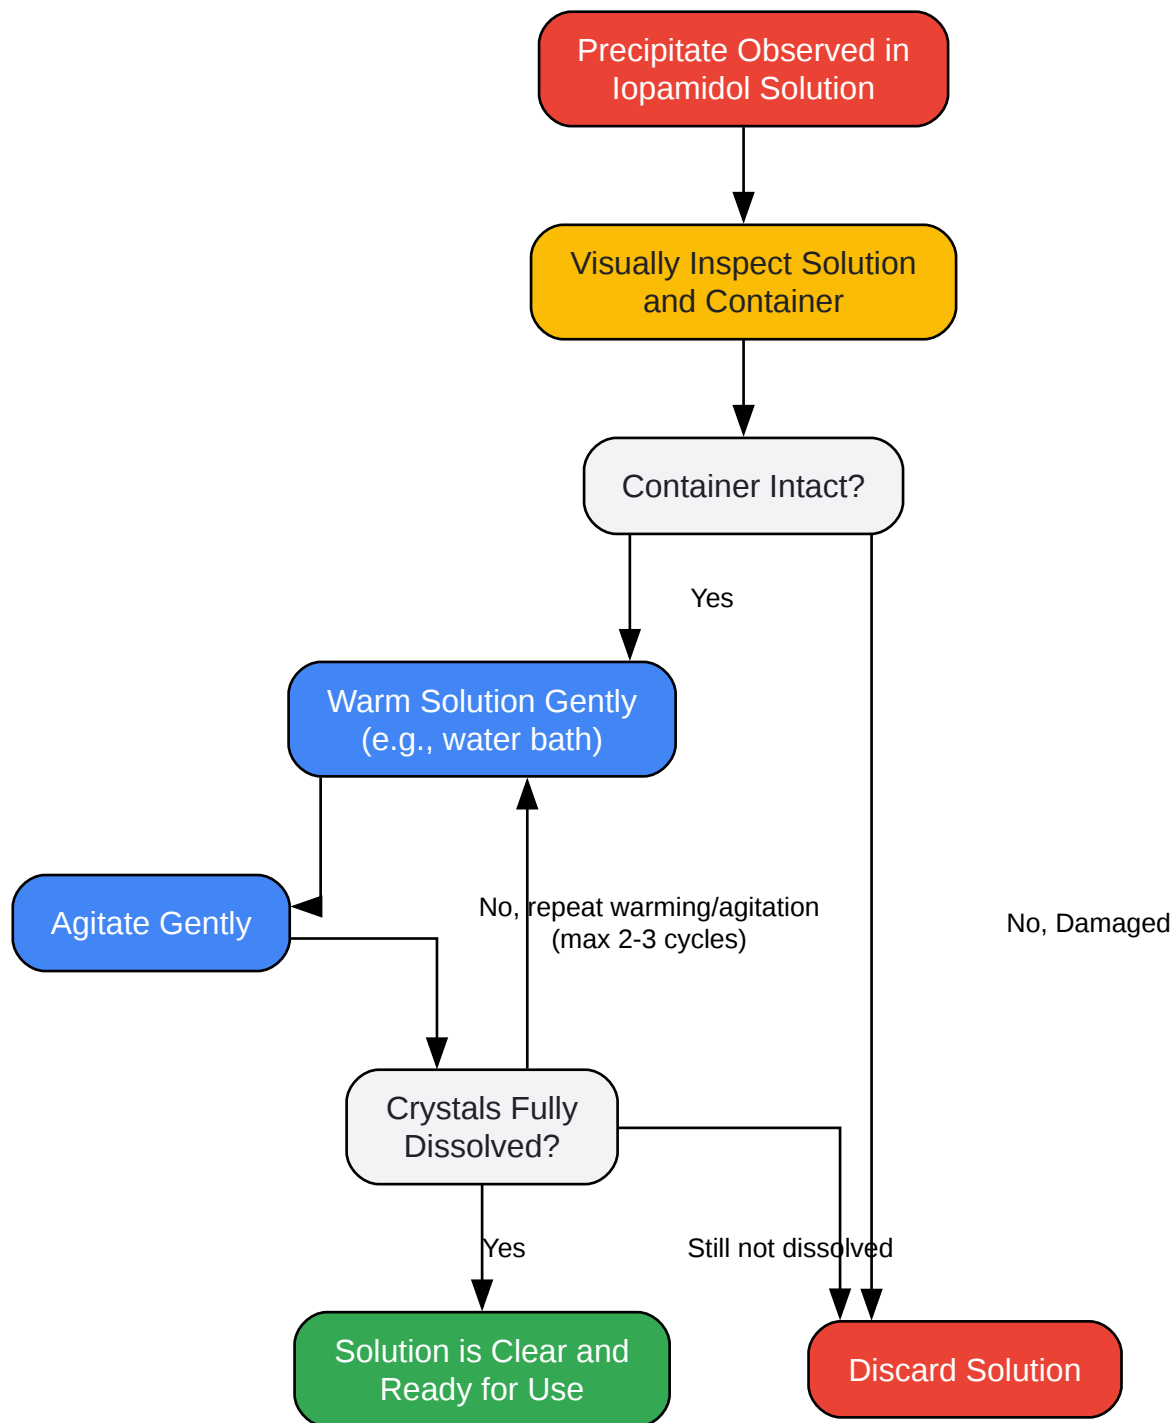 Precipitate Observed in
Iopamidol Solution
Visually Inspect Solution
and Container
Container Intact?
Yes
Warm Solution Gently
(e.g., water bath)
Agitate Gently
No, repeat warming/agitation
(max 2-3 cycles)
No, Damaged
Crystals Fully
Dissolved?
Yes
Still not dissolved
Solution is Clear and
Ready for Use
Discard Solution